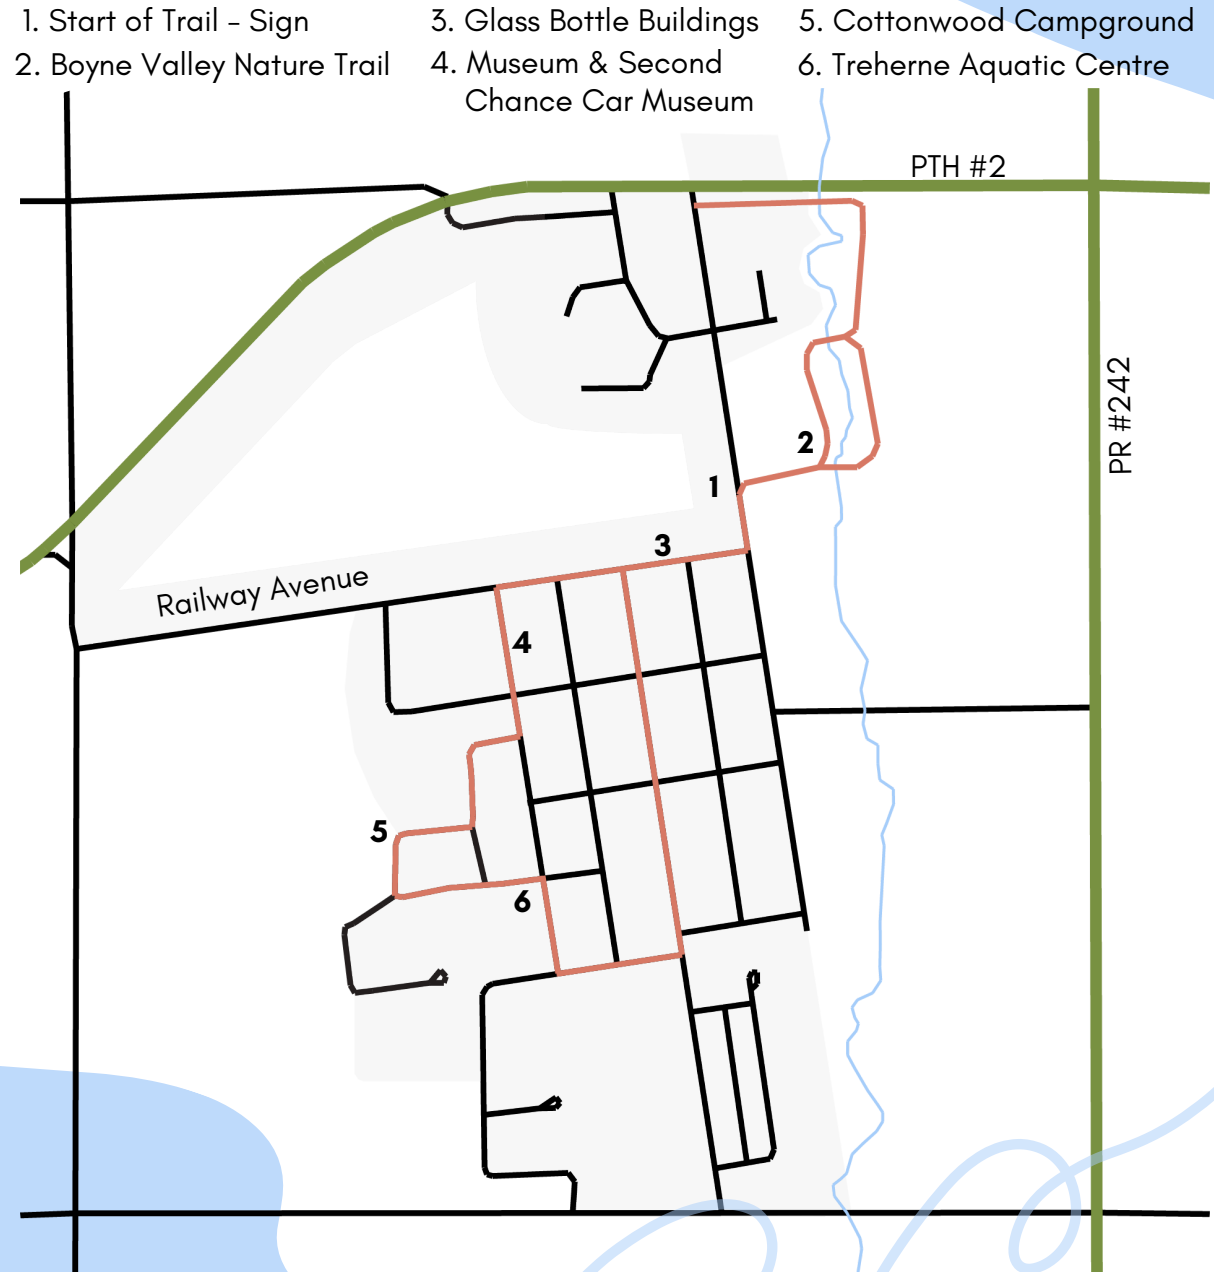 1. Start of Trail - Sign
2. Boyne Valley Nature Trail
3. Glass Bottle Buildings
4. Museum & Second
Chance Car Museum
5. Cottonwood Campground
6. Treherne Aquatic Centre
PTH #2
PR #242
2
1
3
Railway Avenue
4
5
6